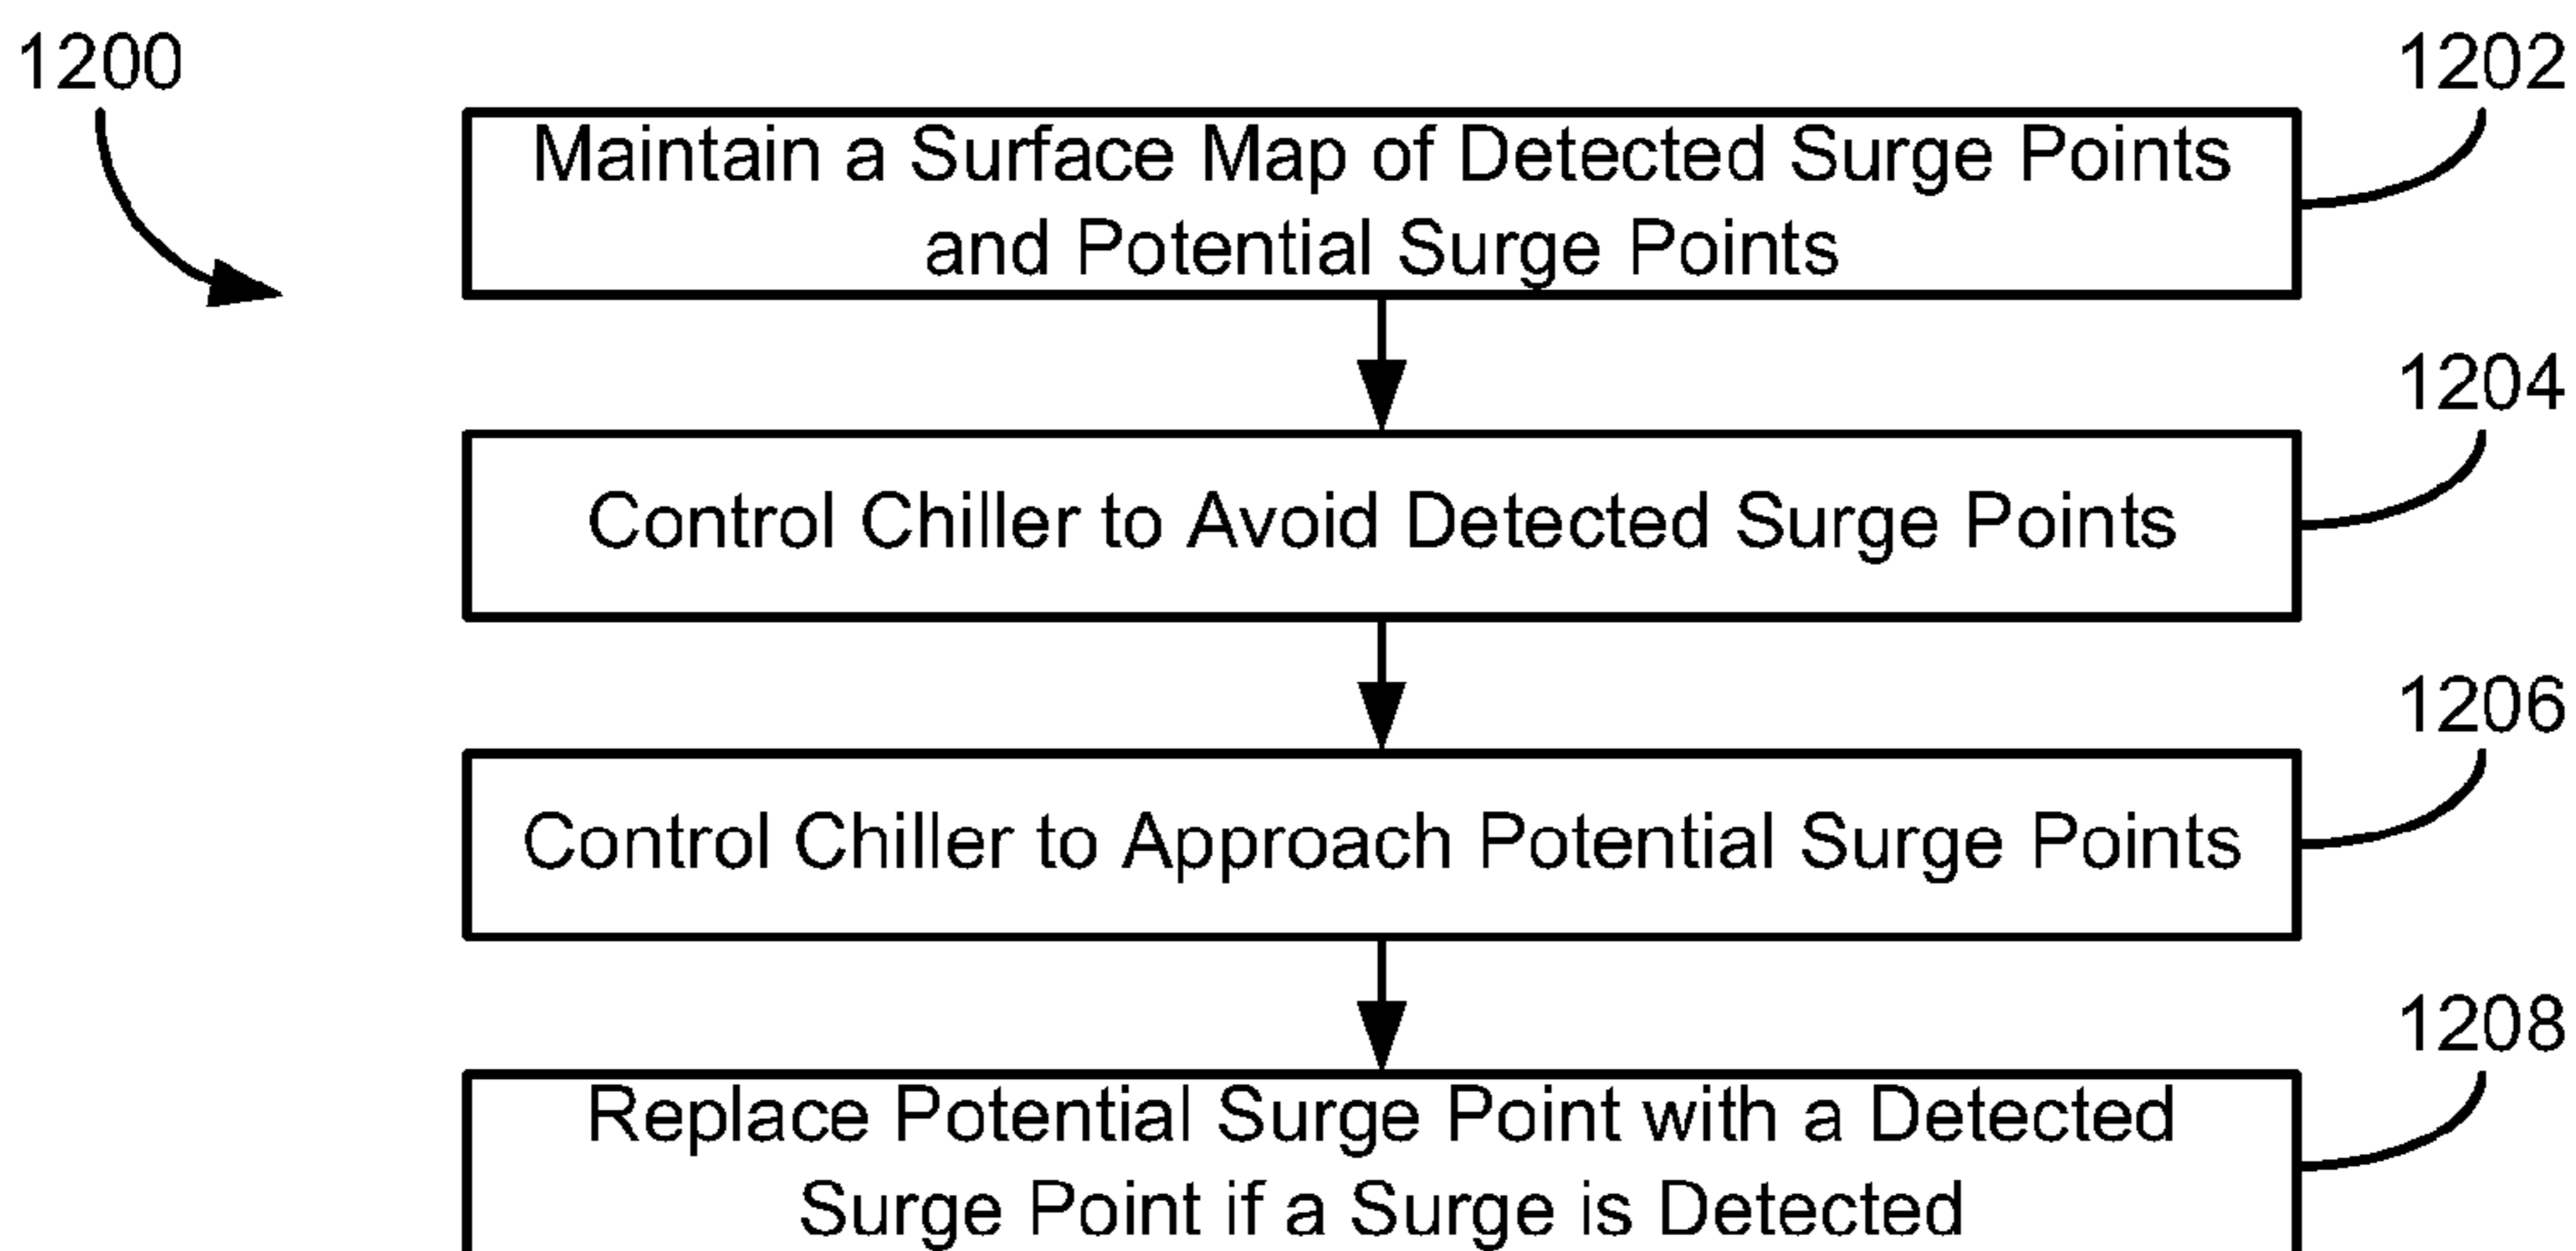 1200
1202
Maintain a Surface Map of Detected Surge Points
and Potential Surge Points
1204
Control Chiller to Avoid Detected Surge Points
1206
Control Chiller to Approach Potential Surge Points
1208
Replace Potential Surge Point with a Detected
Surge Point if a Surge is Detected